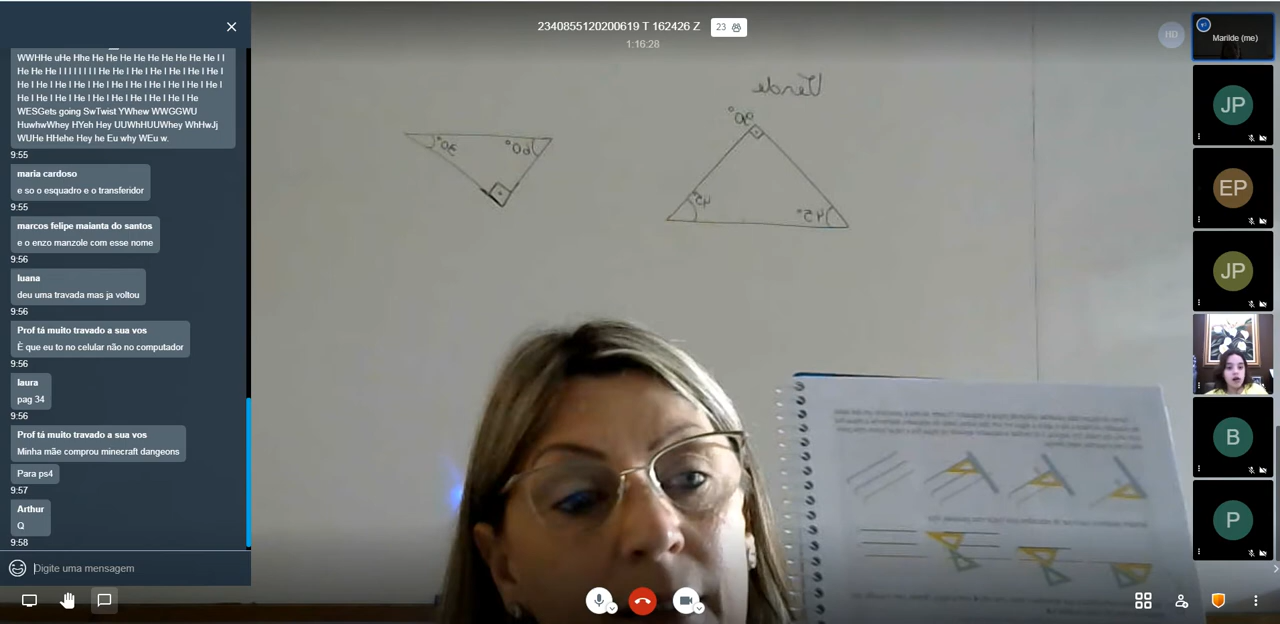 2340855120200619 T 162426 Z
23
1:16:28
HD
Marilde (me)
WWHHe uHe Hhe He He He He He He He He He I I
He He He I I I I I I I I He He I He I He I He I He I
He I He I He I He I He I He I He I He I He I He I He I
He I He I He I He I He I He I He I He I He I He
WESGets going SwTwist YWhew WWGGWU
HuwhwWhey HYeh Hey UUWhHUUWhey WhHwJj
WUHe HHehe Hey he Eu why WEu w.
9:55
maria cardoso
e so o esquadro e o transferidor
9:55
marcos felipe maianta do santos
e o enzo manzole com esse nome
9:56
luana
deu uma travada mas ja voltou
9:56
Prof tá muito travado a sua vos
È que eu to no celular não no computador
9:56
laura
pag 34
9:56
Prof tá muito travado a sua vos
Minha mãe comprou minecraft dangeons
Para ps4
9:57
Arthur
Q
9:58
Digite uma mensagem
Verde
90°
45°
45°
30°
60°
JP
EP
JP
B
P